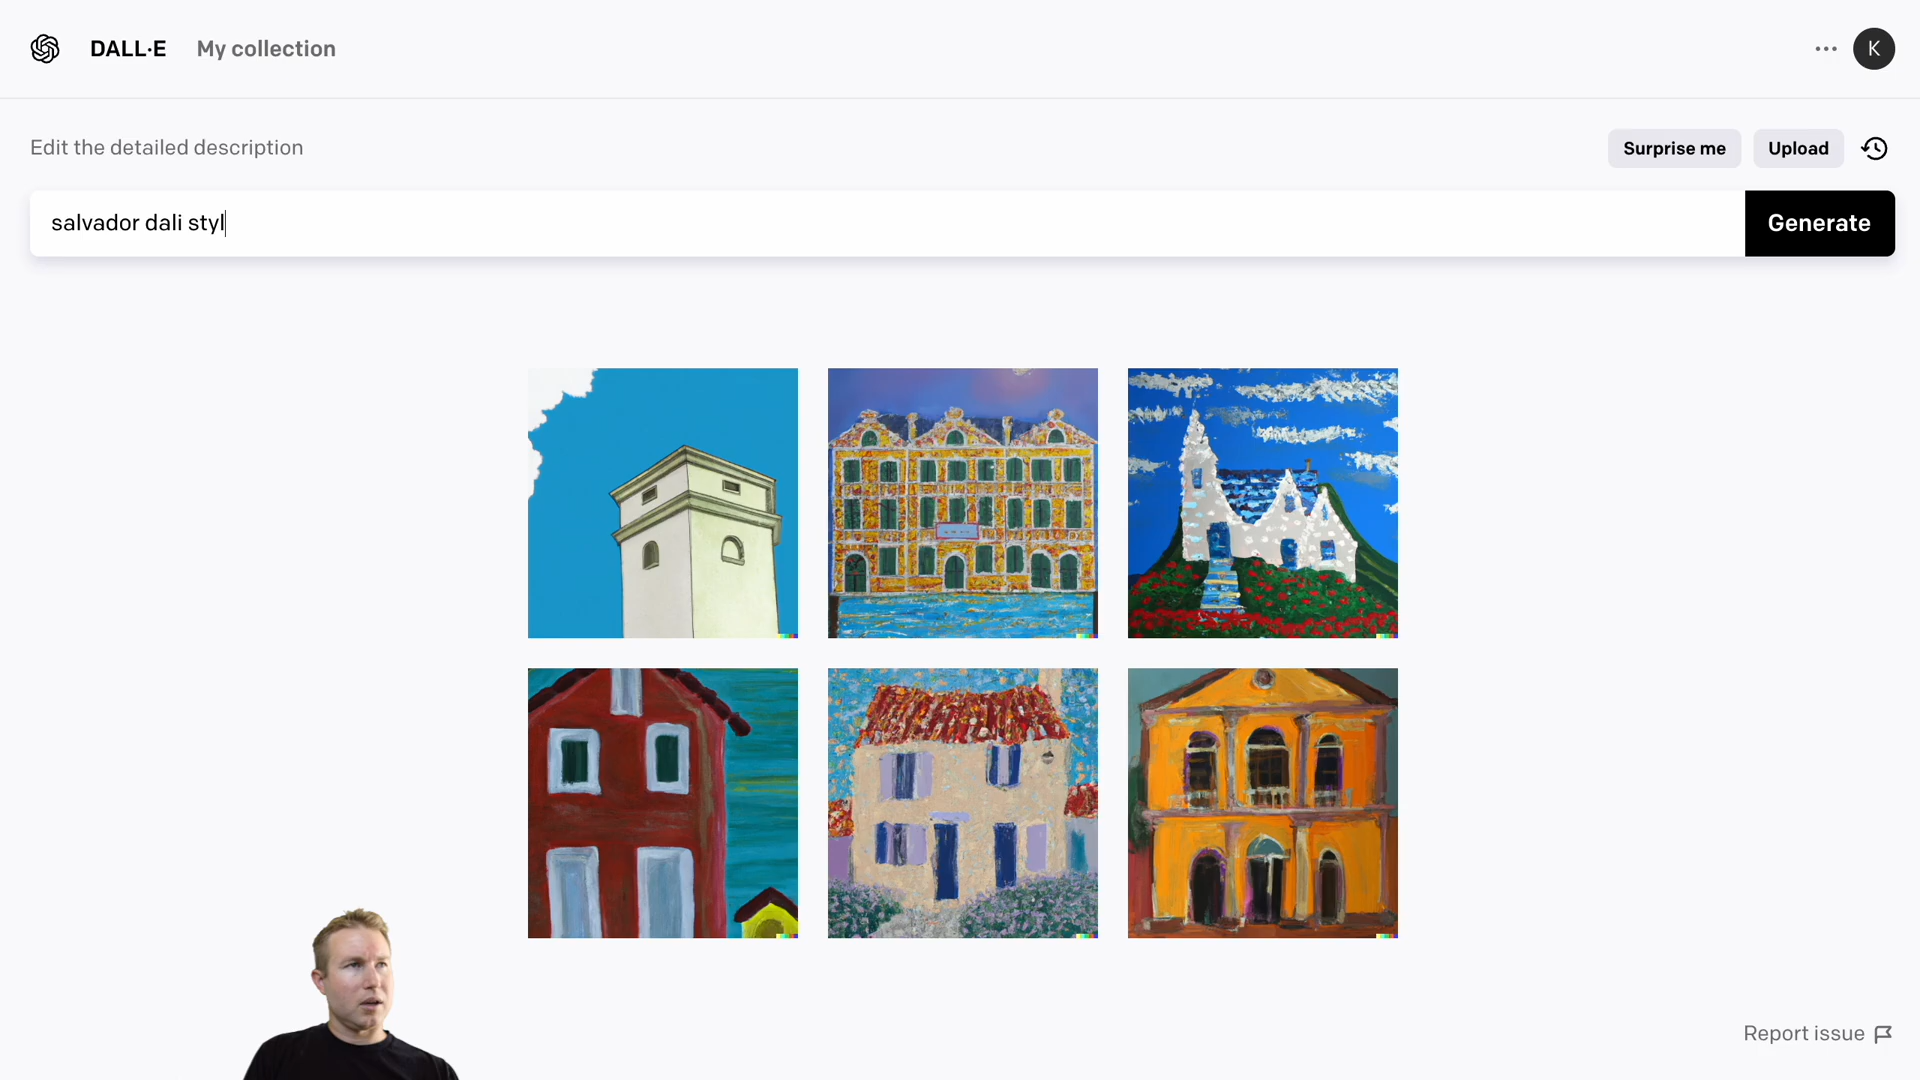 DALL·E My collection
K
Edit the detailed description
Surprise me Upload
salvador dali styl
Generate
Report issue